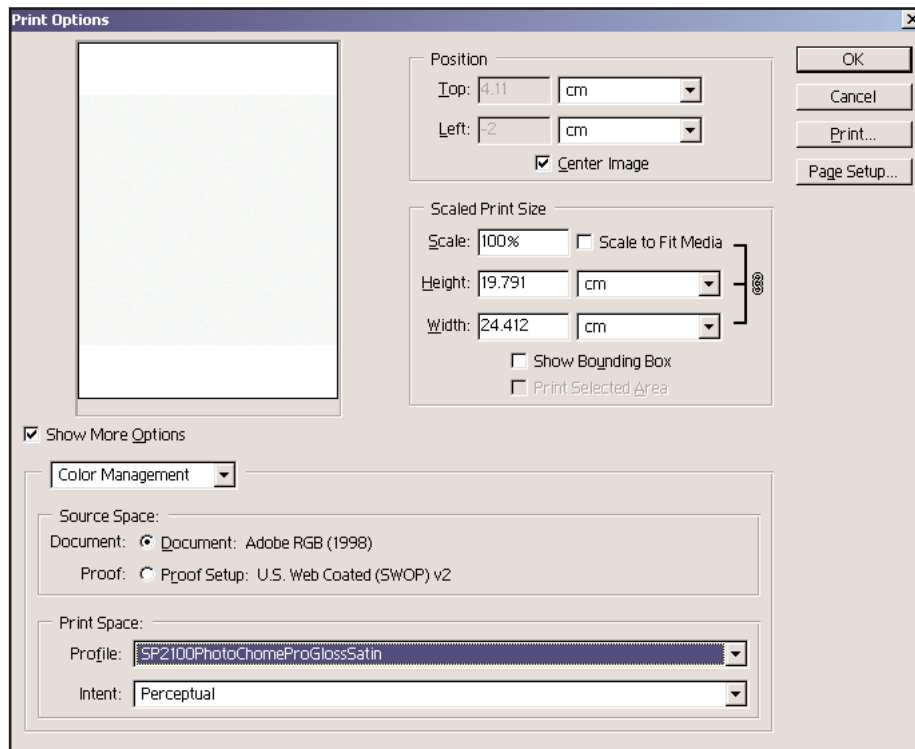 Print Options
Position
Top: 4.11 cm
Left: -2 cm
Center Image
OK
Cancel
Print...
Page Setup...
Scaled Print Size
Scale: 100% Scale to Fit Media
Height: 19.791 cm
Width: 24.412 cm
Show Bounding Box
Print Selected Area
Show More Options
Color Management
Source Space:
Document: Document: Adobe RGB (1998)
Proof: Proof Setup: U.S. Web Coated (SWOP) v2
Print Space:
Profile: SP2100PhotoChomeProGlossSatin
Intent: Perceptual